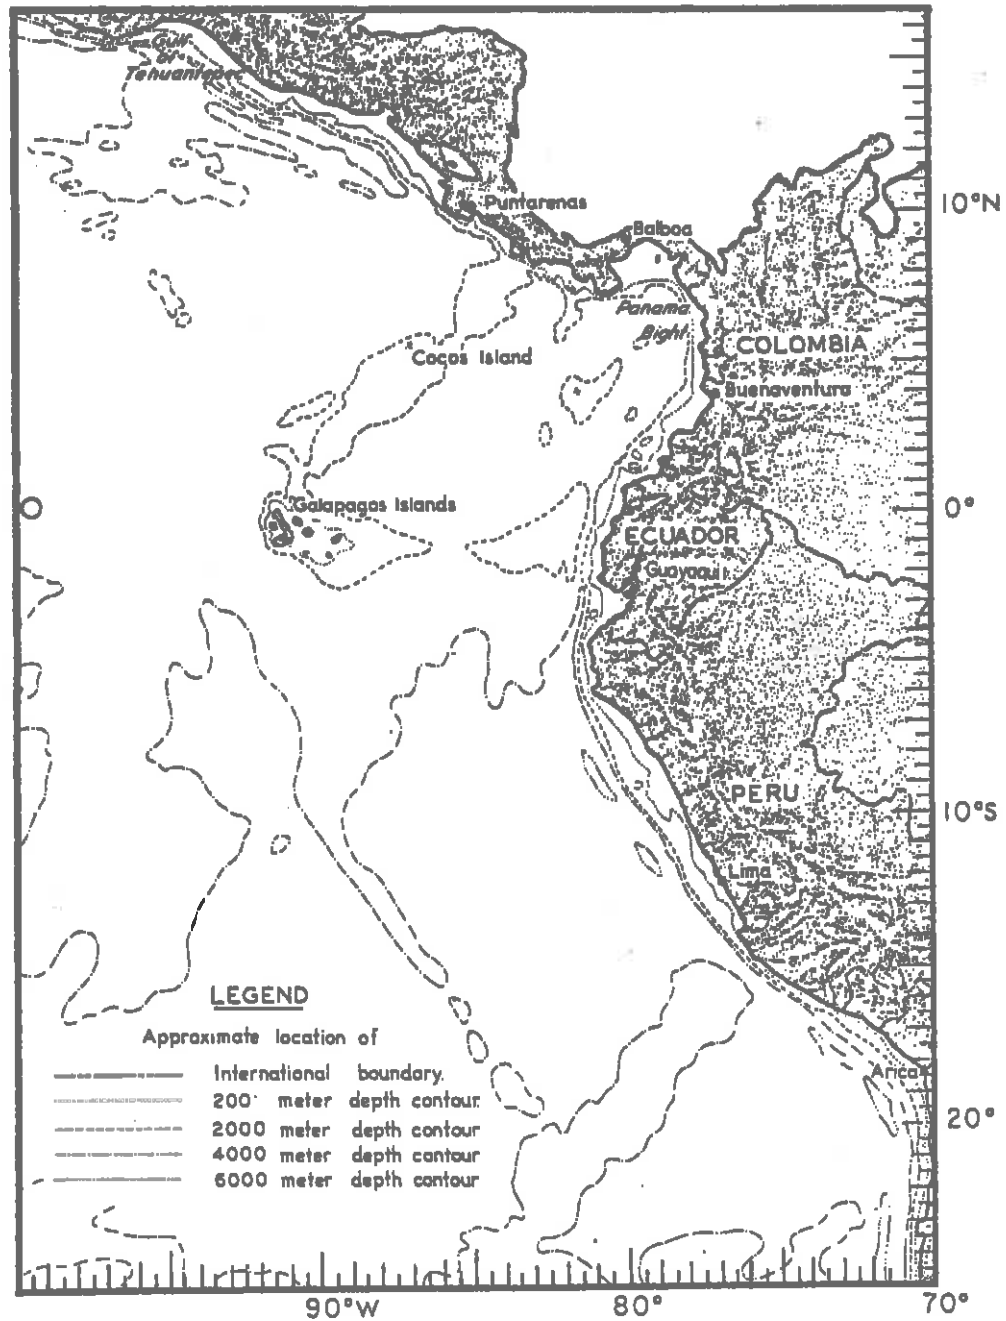 Gulf
of
Tehuantepec
Puntarenas
10°N
Balboa
Panama
Bight
COLOMBIA
Cocos Island
Buenaventura
Galapagos Islands
0°
ECUADOR
Guayaquil
PERU
10°S
Lima
LEGEND
Approximate location of
International boundary.
200 meter depth contour
2000 meter depth contour
4000 meter depth contour
6000 meter depth contour
Arica
20°
90°W
80°
70°